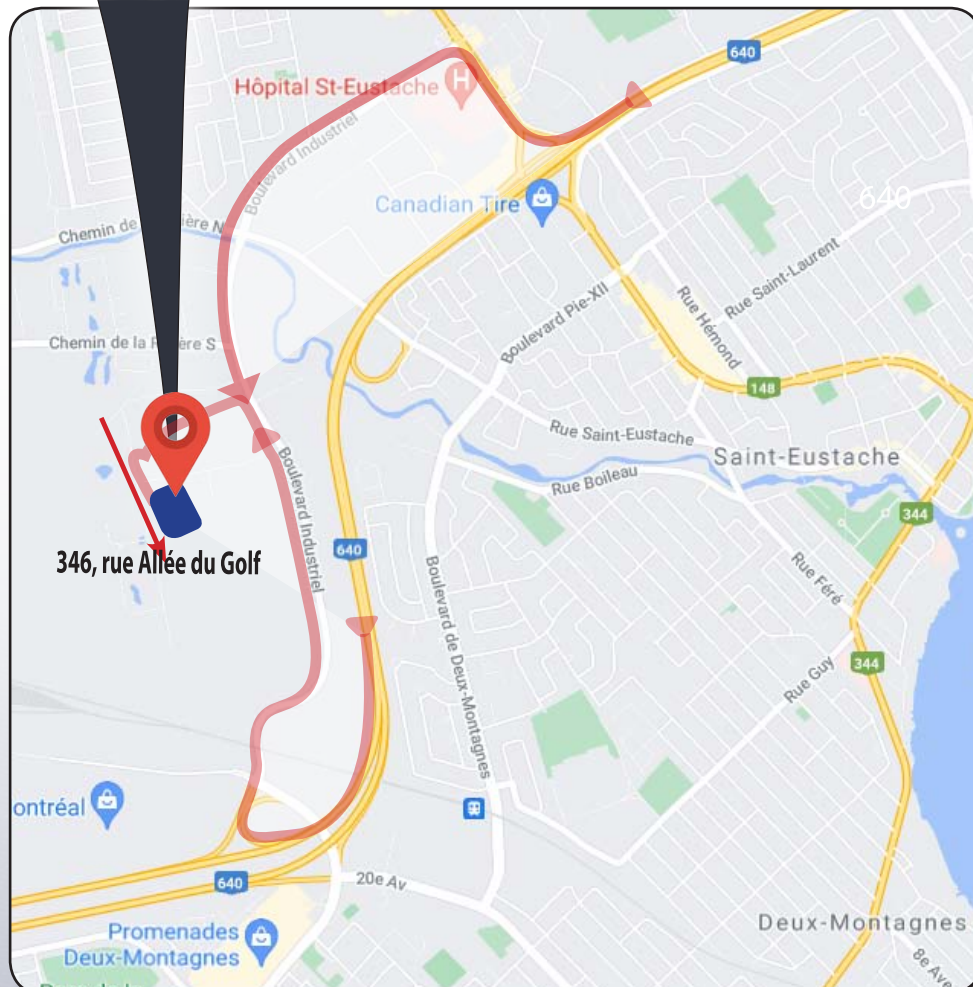 640
Hôpital St-Eustache
H
Boulevard Industriel
Canadian Tire
640
Chemin de
ière N
Rue Saint-Laurent
Boulevard Pie-XII
Rue Hémond
Chemin de la R
ère S
148
Rue Saint-Eustache
Saint-Eustache
Rue Boileau
Boulevard Industriel
344
640
346, rue Allée du Golf
Boulevard de Deux-Montagnes
Rue Féré
344
Rue Guy
ontréal
640
20e Av
Promenades
Deux-Montagnes
Deux-Montagnes
8e Ave